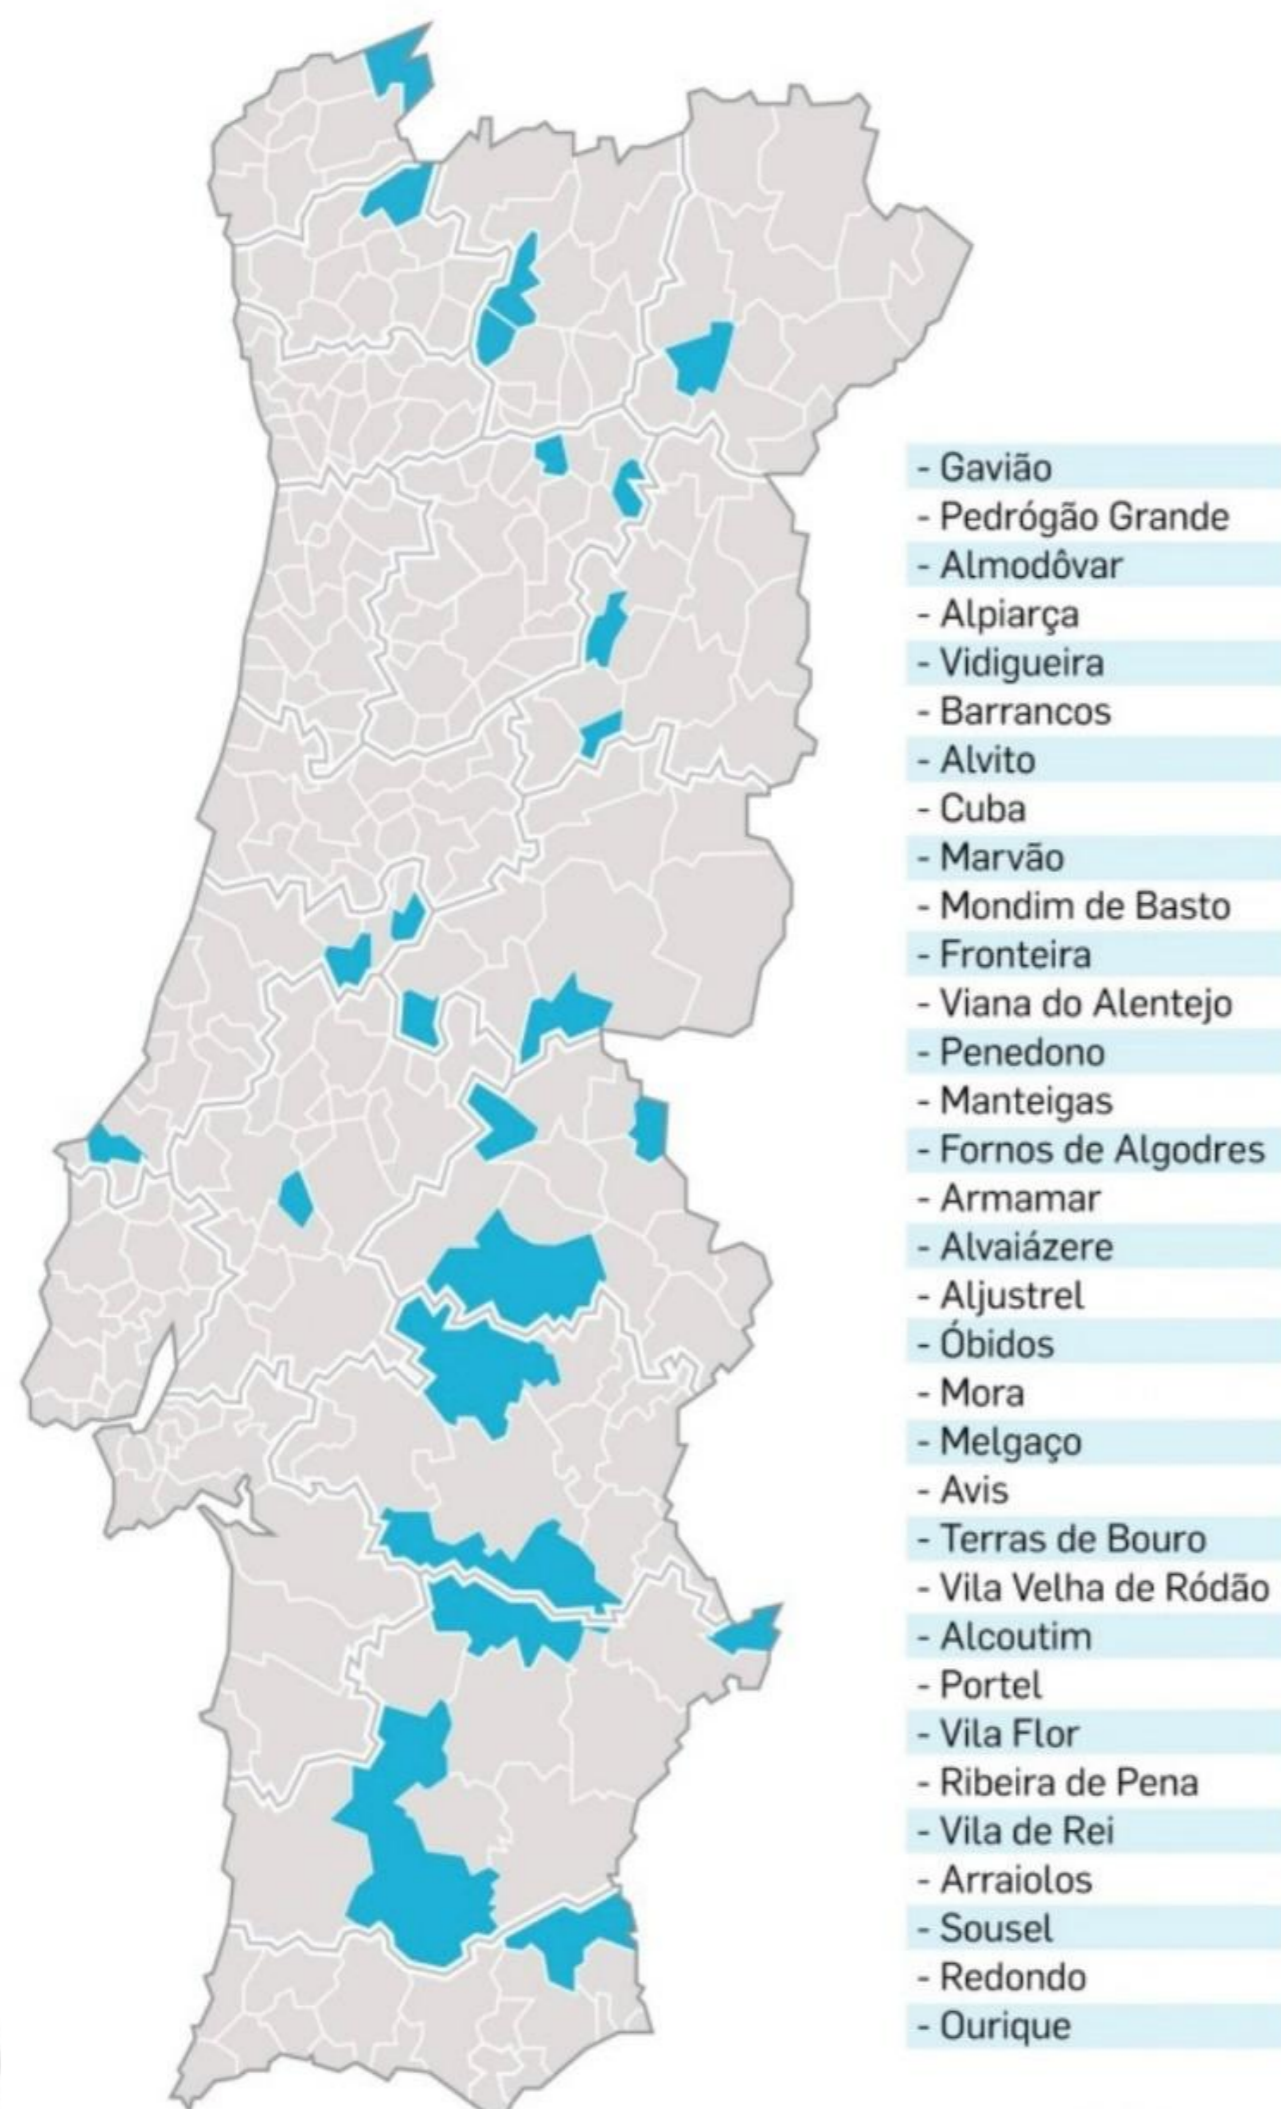 - Gavião
- Pedrógão Grande
- Almodôvar
- Alpiarça
- Vidigueira
- Barrancos
- Alvito
- Cuba
- Marvão
- Mondim de Basto
- Fronteira
- Viana do Alentejo
- Penedono
- Manteigas
- Fornos de Algodres
- Armamar
- Alvaiázere
- Aljustrel
- Óbidos
- Mora
- Melgaço
- Avis
- Terras de Bouro
- Vila Velha de Ródão
- Alcoutim
- Portel
- Vila Flor
- Ribeira de Pena
- Vila de Rei
- Arraiolos
- Sousel
- Redondo
- Ourique